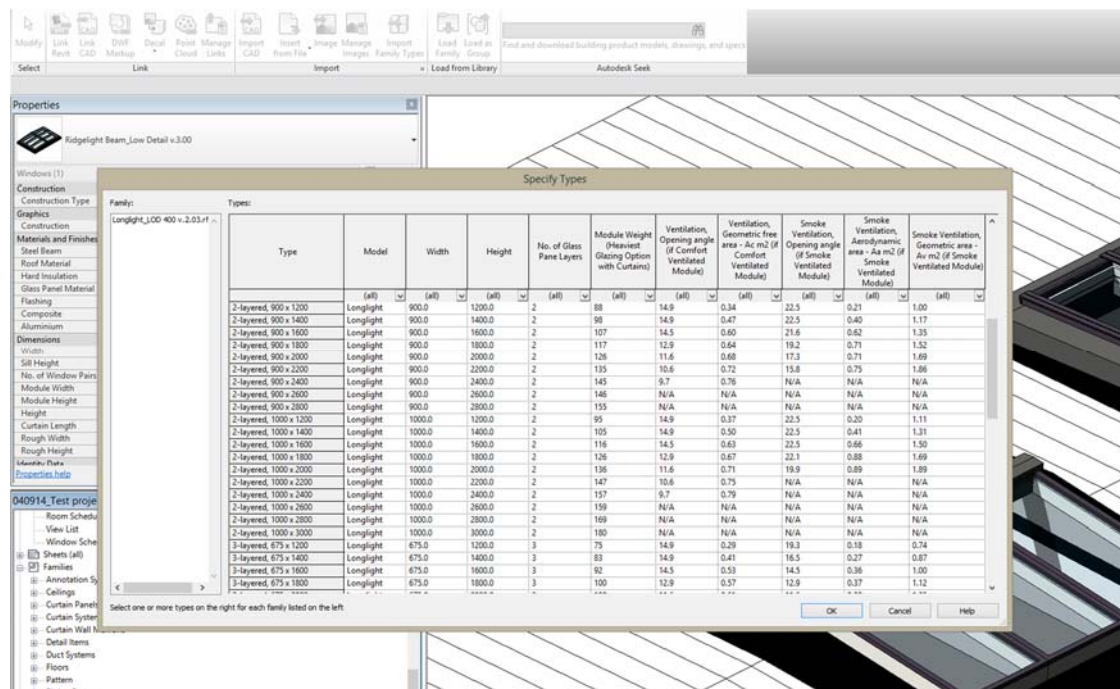 Modify Link Revit Link CAD DWF Markup Decal Point Cloud Manage Links Import CAD Insert from File Image Manage Images Import Family Types Load Family Load as Group
Find and download building product models, drawings, and specs
Select Link Import Load from Library Autodesk Seek
Properties
Ridgelight Beam_Low Detail v.3.00
Windows (1)
Construction
Construction Type
Graphics
Construction
Materials and Finishes
Steel Beam
Roof Material
Hard Insulation
Glass Panel Material
Flashing
Composite
Aluminium
Dimensions
Width
Sill Height
No. of Window Pairs
Module Width
Module Height
Height
Curtain Length
Rough Width
Rough Height
Identity Data
Properties help
040914_Test proje
Room Schedu
View List
Window Sche
Sheets (all)
Families
Annotation Sy
Ceilings
Curtain Panels
Curtain System
Curtain Wall M
Detail Items
Duct Systems
Floors
Pattern
Specify Types
Family: Types:
Longlight_LOD 400 v.2.03.rf
Type Model Width Height No. of Glass Pane Layers Module Weight (Heaviest Glazing Option with Curtains) Ventilation, Opening angle (if Comfort Ventilated Module) Ventilation, Geometric free area - Ac m2 (if Comfort Ventilated Module) Smoke Ventilation, Opening angle (if Smoke Ventilated Module) Smoke Ventilation, Aerodynamic area - Aa m2 (if Smoke Ventilated Module) Smoke Ventilation, Geometric area - Av m2 (if Smoke Ventilated Module)
(all) (all) (all) (all) (all) (all) (all) (all) (all) (all)
2-layered, 900 x 1200 Longlight 900.0 1200.0 2 88 14.9 0.34 22.5 0.21 1.00
2-layered, 900 x 1400 Longlight 900.0 1400.0 2 98 14.9 0.47 22.5 0.40 1.17
2-layered, 900 x 1600 Longlight 900.0 1600.0 2 107 14.5 0.60 21.6 0.62 1.35
2-layered, 900 x 1800 Longlight 900.0 1800.0 2 117 12.9 0.64 19.2 0.71 1.52
2-layered, 900 x 2000 Longlight 900.0 2000.0 2 126 11.6 0.68 17.3 0.71 1.69
2-layered, 900 x 2200 Longlight 900.0 2200.0 2 135 10.6 0.72 15.8 0.75 1.86
2-layered, 900 x 2400 Longlight 900.0 2400.0 2 145 9.7 0.76 N/A N/A N/A
2-layered, 900 x 2600 Longlight 900.0 2600.0 2 146 N/A N/A N/A N/A N/A
2-layered, 900 x 2800 Longlight 900.0 2800.0 2 155 N/A N/A N/A N/A N/A
2-layered, 1000 x 1200 Longlight 1000.0 1200.0 2 95 14.9 0.37 22.5 0.20 1.11
2-layered, 1000 x 1400 Longlight 1000.0 1400.0 2 105 14.9 0.50 22.5 0.41 1.31
2-layered, 1000 x 1600 Longlight 1000.0 1600.0 2 116 14.5 0.63 22.5 0.66 1.50
2-layered, 1000 x 1800 Longlight 1000.0 1800.0 2 126 12.9 0.67 22.1 0.88 1.69
2-layered, 1000 x 2000 Longlight 1000.0 2000.0 2 136 11.6 0.71 19.9 0.89 1.89
2-layered, 1000 x 2200 Longlight 1000.0 2200.0 2 147 10.6 0.75 N/A N/A N/A
2-layered, 1000 x 2400 Longlight 1000.0 2400.0 2 157 9.7 0.79 N/A N/A N/A
2-layered, 1000 x 2600 Longlight 1000.0 2600.0 2 159 N/A N/A N/A N/A N/A
2-layered, 1000 x 2800 Longlight 1000.0 2800.0 2 169 N/A N/A N/A N/A N/A
2-layered, 1000 x 3000 Longlight 1000.0 3000.0 2 180 N/A N/A N/A N/A N/A
3-layered, 675 x 1200 Longlight 675.0 1200.0 3 75 14.9 0.29 19.3 0.18 0.74
3-layered, 675 x 1400 Longlight 675.0 1400.0 3 83 14.9 0.41 16.5 0.27 0.87
3-layered, 675 x 1600 Longlight 675.0 1600.0 3 92 14.5 0.53 14.5 0.36 1.00
3-layered, 675 x 1800 Longlight 675.0 1800.0 3 100 12.9 0.57 12.9 0.37 1.12
Select one or more types on the right for each family listed on the left
OK Cancel Help